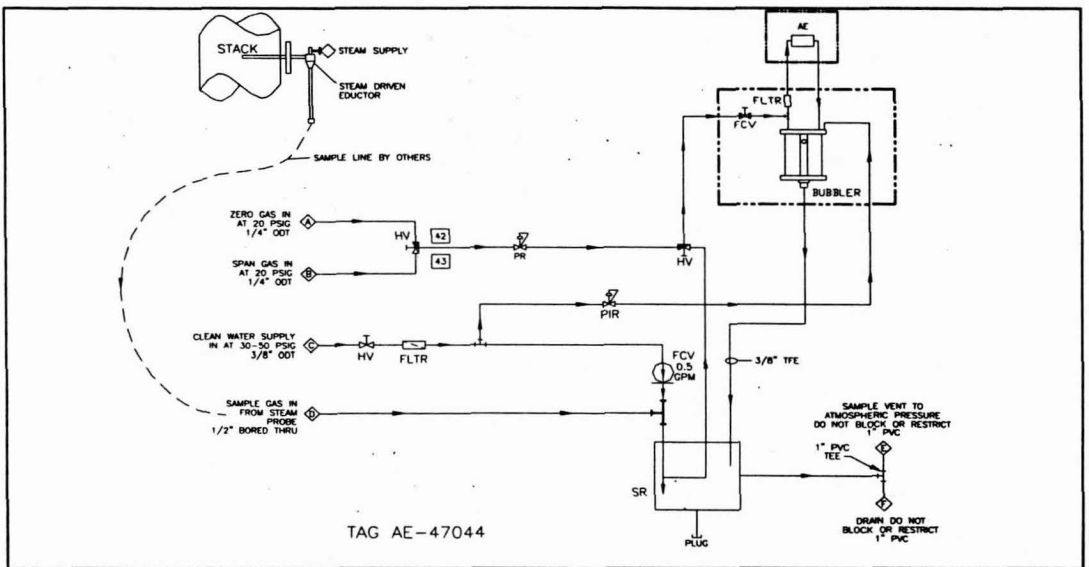 STACK
STEAM SUPPLY
STEAM DRIVEN
EDUCTOR
SAMPLE LINE BY OTHERS
AE
FLTR
FCV
BUBBLER
ZERO GAS IN
AT 20 PSIG
1/4" ODT
A
HV
42
43
PR
HV
SPAN GAS IN
AT 20 PSIG
1/4" ODT
B
PIR
CLEAN WATER SUPPLY
IN AT 30-50 PSIG
3/8" ODT
C
HV
FLTR
FCV
0.5
GPM
3/8" TFE
SAMPLE GAS IN
FROM STEAM
PROBE
1/2" BORED THRU
D
SAMPLE VENT TO
ATMOSPHERIC PRESSURE
DO NOT BLOCK OR RESTRICT
1" PVC
E
1" PVC
TEE
SR
F
DRAIN DO NOT
BLOCK OR RESTRICT
1" PVC
PLUG
TAG AE-47044